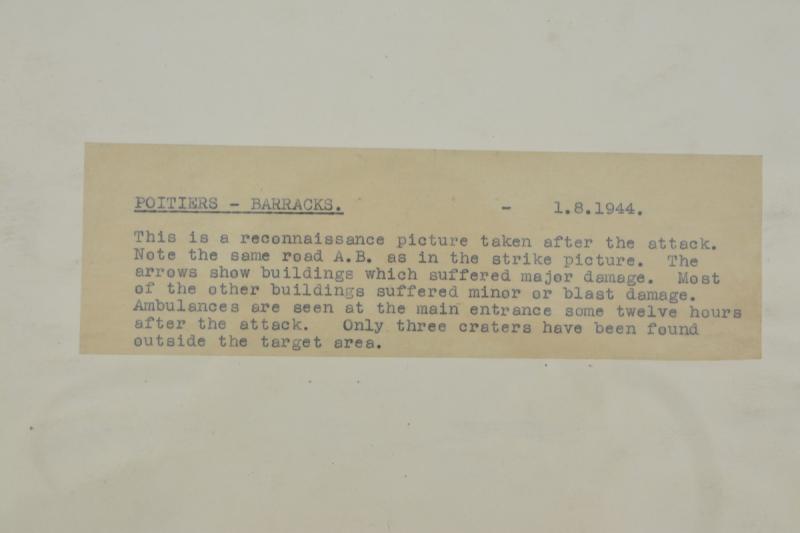 POITIERS - BARRACKS. - 1.8.1944.
This is a reconnaissance picture taken after the attack.
Note the same road A.B. as in the strike picture. The
arrows show buildings which suffered major damage. Most
of the other buildings suffered minor or blast damage.
Ambulances are seen at the main entrance some twelve hours
after the attack. Only three craters have been found
outside the target area.